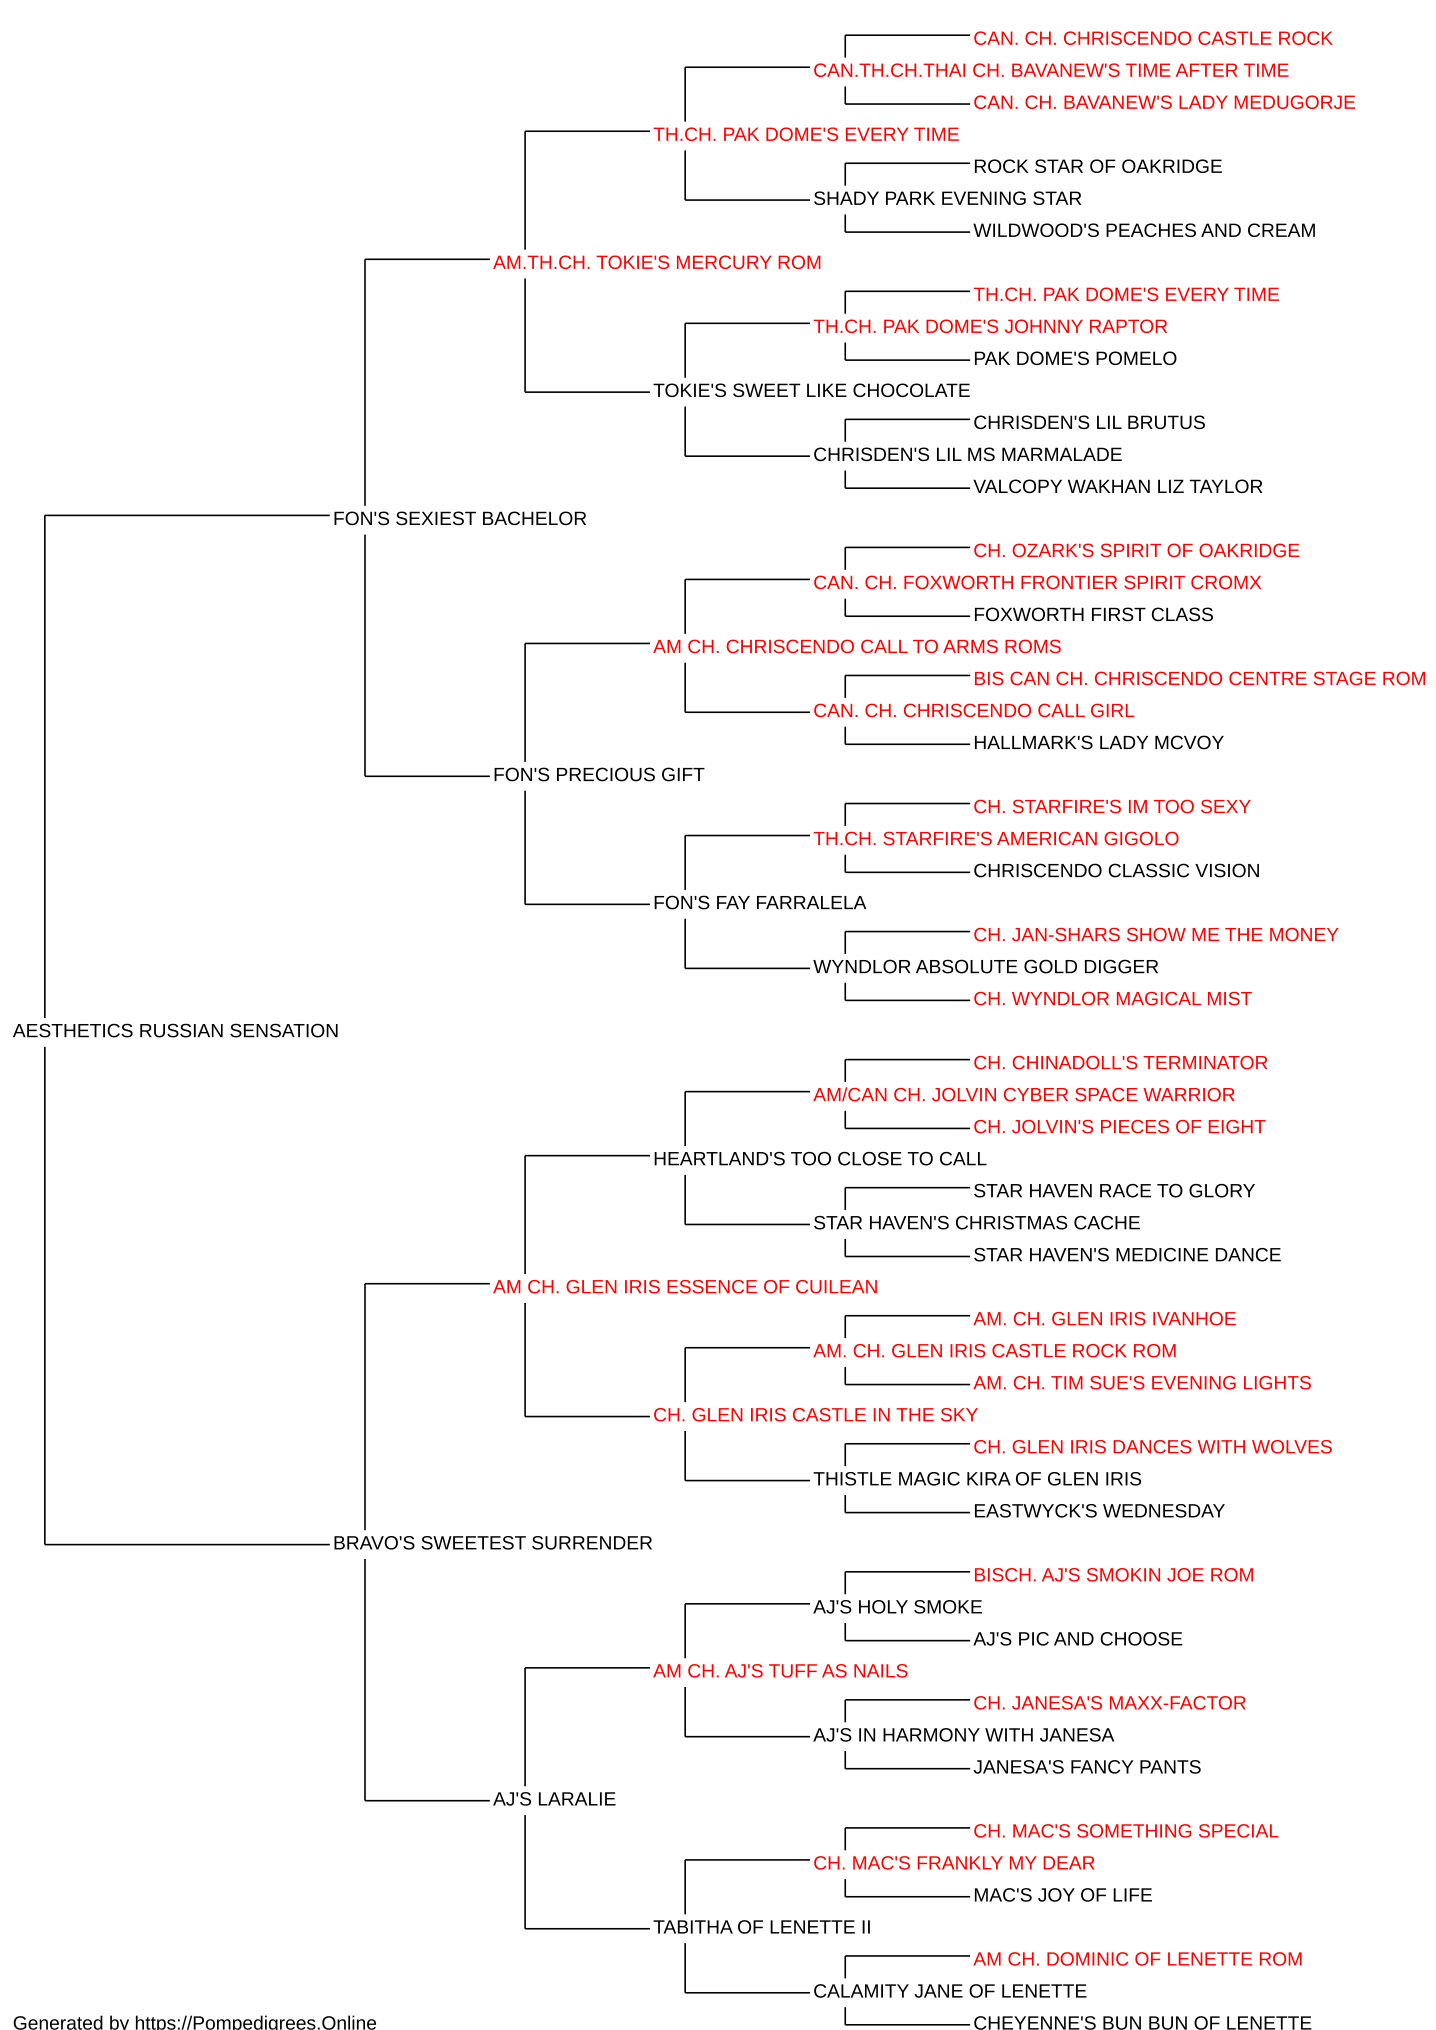 CAN. CH. CHRISCENDO CASTLE ROCK
CAN.TH.CH.THAI CH. BAVANEW'S TIME AFTER TIME
CAN. CH. BAVANEW'S LADY MEDUGORJE
TH.CH. PAK DOME'S EVERY TIME
ROCK STAR OF OAKRIDGE
SHADY PARK EVENING STAR
WILDWOOD'S PEACHES AND CREAM
AM.TH.CH. TOKIE'S MERCURY ROM
TH.CH. PAK DOME'S EVERY TIME
TH.CH. PAK DOME'S JOHNNY RAPTOR
PAK DOME'S POMELO
TOKIE'S SWEET LIKE CHOCOLATE
CHRISDEN'S LIL BRUTUS
CHRISDEN'S LIL MS MARMALADE
VALCOPY WAKHAN LIZ TAYLOR
FON'S SEXIEST BACHELOR
CH. OZARK'S SPIRIT OF OAKRIDGE
CAN. CH. FOXWORTH FRONTIER SPIRIT CROMX
FOXWORTH FIRST CLASS
AM CH. CHRISCENDO CALL TO ARMS ROMS
BIS CAN CH. CHRISCENDO CENTRE STAGE ROM
CAN. CH. CHRISCENDO CALL GIRL
HALLMARK'S LADY MCVOY
FON'S PRECIOUS GIFT
CH. STARFIRE'S IM TOO SEXY
TH.CH. STARFIRE'S AMERICAN GIGOLO
CHRISCENDO CLASSIC VISION
FON'S FAY FARRALELA
CH. JAN-SHARS SHOW ME THE MONEY
WYNDLOR ABSOLUTE GOLD DIGGER
CH. WYNDLOR MAGICAL MIST
AESTHETICS RUSSIAN SENSATION
CH. CHINADOLL'S TERMINATOR
AM/CAN CH. JOLVIN CYBER SPACE WARRIOR
CH. JOLVIN'S PIECES OF EIGHT
HEARTLAND'S TOO CLOSE TO CALL
STAR HAVEN RACE TO GLORY
STAR HAVEN'S CHRISTMAS CACHE
STAR HAVEN'S MEDICINE DANCE
AM CH. GLEN IRIS ESSENCE OF CUILEAN
AM. CH. GLEN IRIS IVANHOE
AM. CH. GLEN IRIS CASTLE ROCK ROM
AM. CH. TIM SUE'S EVENING LIGHTS
CH. GLEN IRIS CASTLE IN THE SKY
CH. GLEN IRIS DANCES WITH WOLVES
THISTLE MAGIC KIRA OF GLEN IRIS
EASTWYCK'S WEDNESDAY
BRAVO'S SWEETEST SURRENDER
BISCH. AJ'S SMOKIN JOE ROM
AJ'S HOLY SMOKE
AJ'S PIC AND CHOOSE
AM CH. AJ'S TUFF AS NAILS
CH. JANESA'S MAXX-FACTOR
AJ'S IN HARMONY WITH JANESA
JANESA'S FANCY PANTS
AJ'S LARALIE
CH. MAC'S SOMETHING SPECIAL
CH. MAC'S FRANKLY MY DEAR
MAC'S JOY OF LIFE
TABITHA OF LENETTE II
AM CH. DOMINIC OF LENETTE ROM
CALAMITY JANE OF LENETTE
CHEYENNE'S BUN BUN OF LENETTE
Generated by https://Pompedigrees.Online